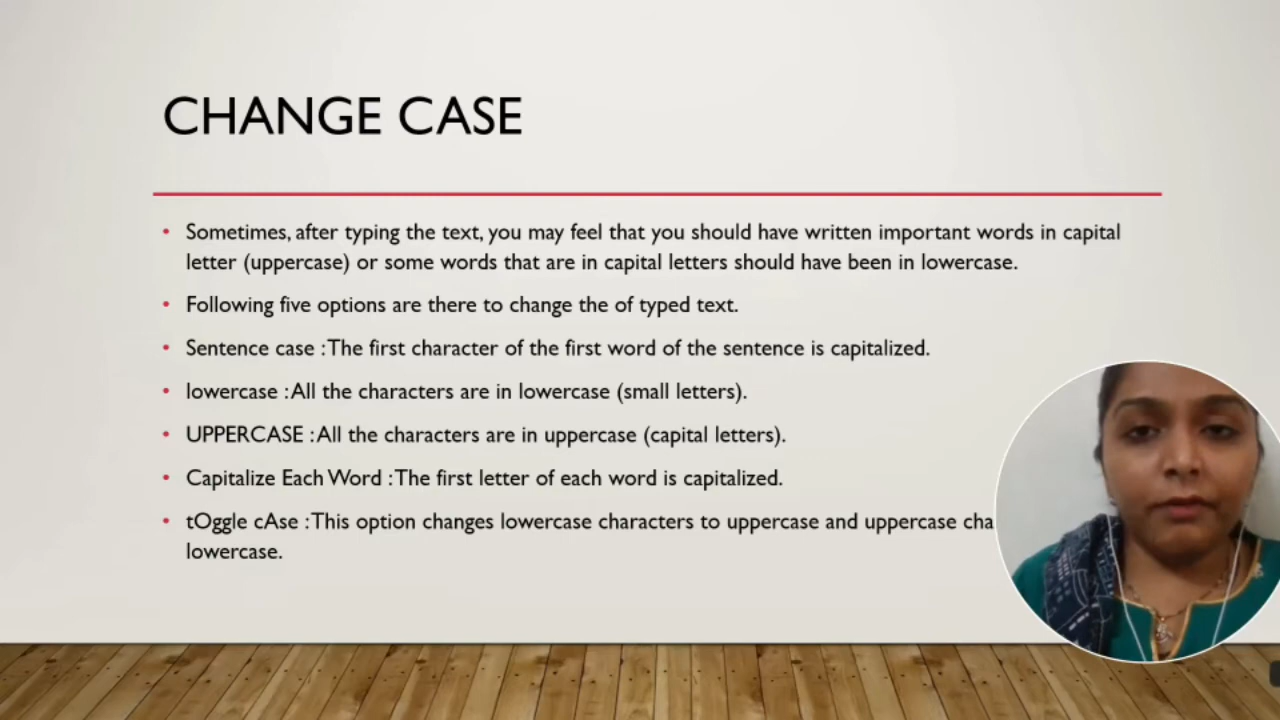 CHANGE CASE
• Sometimes, after typing the text, you may feel that you should have written important words in capital
letter (uppercase) or some words that are in capital letters should have been in lowercase.
• Following five options are there to change the of typed text.
• Sentence case : The first character of the first word of the sentence is capitalized.
• lowercase : All the characters are in lowercase (small letters).
• UPPERCASE : All the characters are in uppercase (capital letters).
• Capitalize Each Word : The first letter of each word is capitalized.
• tOggle cAse : This option changes lowercase characters to uppercase and uppercase
lowercase.